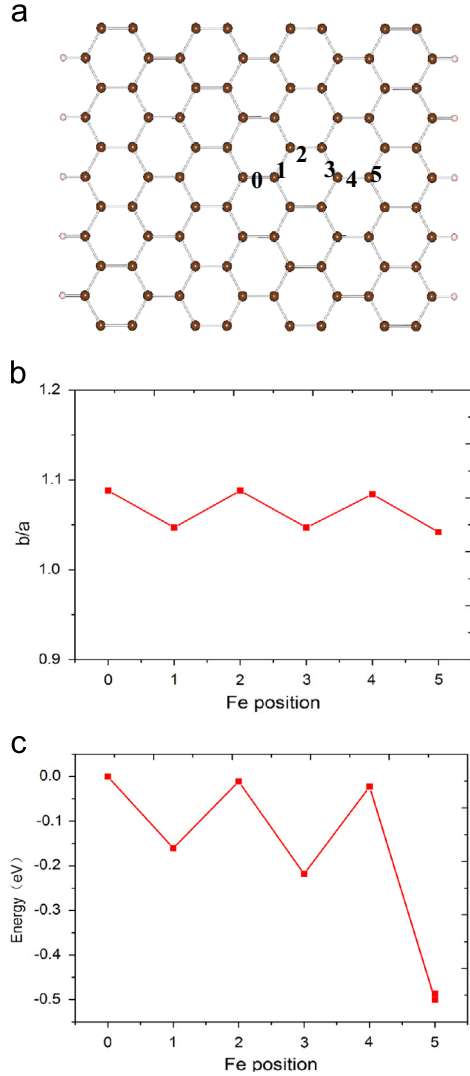 a
2
0 1 3 4 5
b
1.2
1.1
1.0
0.9
b/a
0 1 2 3 4 5
Fe position
c
0.0
-0.1
-0.2
-0.3
-0.4
-0.5
Energy (eV)
0 1 2 3 4 5
Fe position